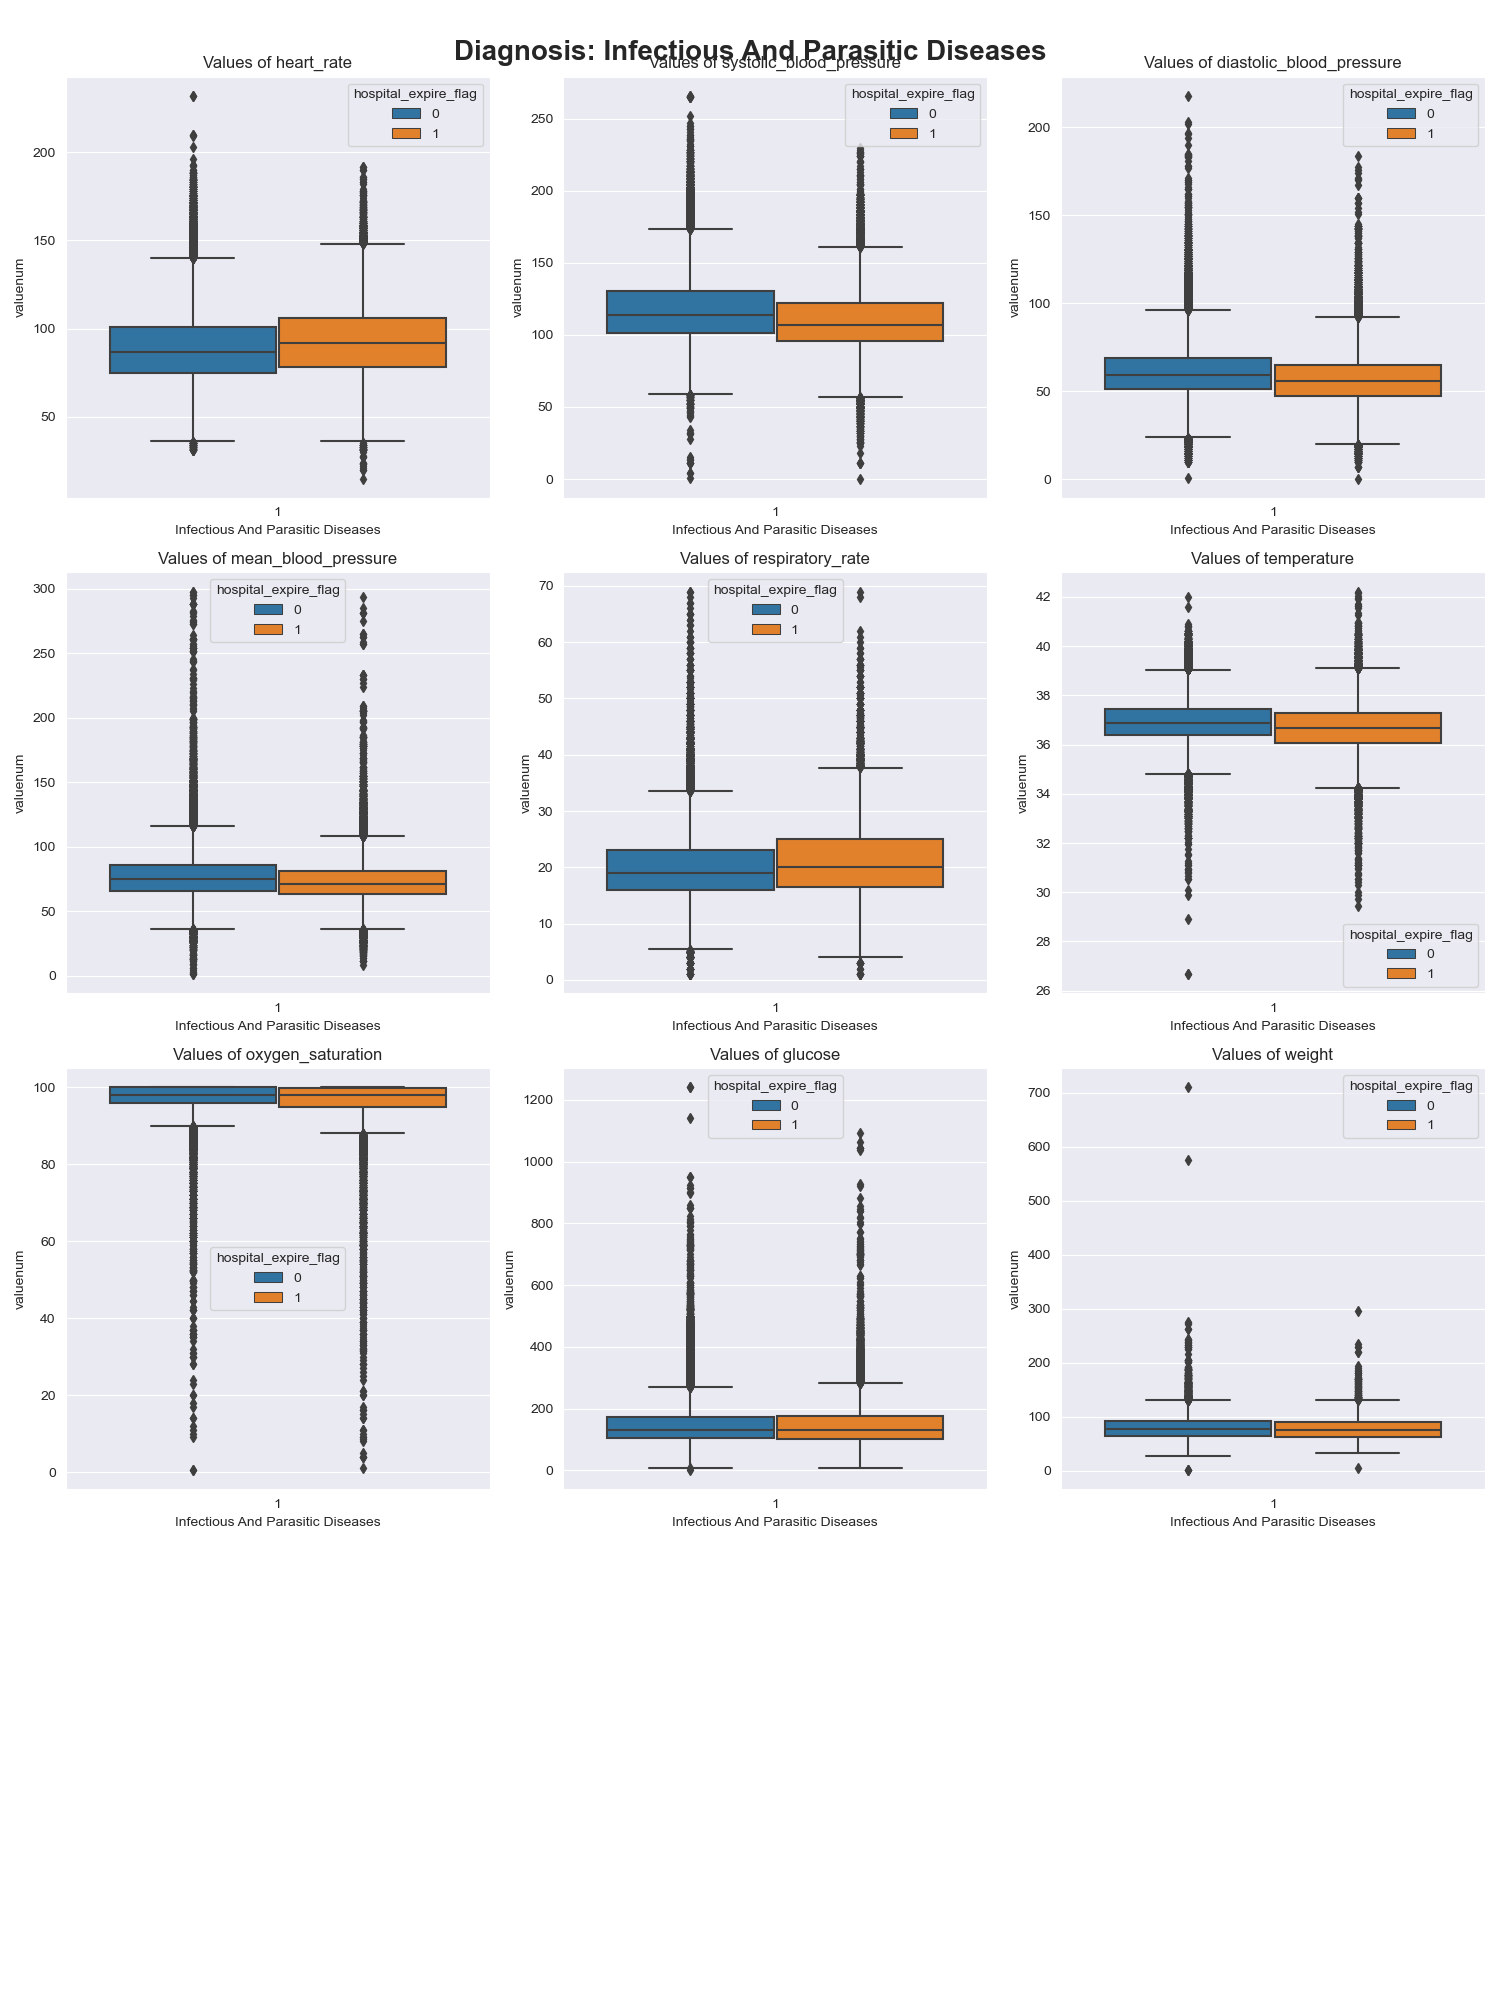 Diagnosis: Infectious And Parasitic Diseases
Values of heart_rate
hospital_expire_flag
0
1
200
150
100
50
valuenum
1
Infectious And Parasitic Diseases
Values of systolic_blood_pressure
hospital_expire_flag
0
1
250
200
150
100
50
0
valuenum
1
Infectious And Parasitic Diseases
Values of diastolic_blood_pressure
hospital_expire_flag
0
1
200
150
100
50
0
valuenum
1
Infectious And Parasitic Diseases
Values of mean_blood_pressure
hospital_expire_flag
0
1
300
250
200
150
100
50
0
valuenum
1
Infectious And Parasitic Diseases
Values of respiratory_rate
hospital_expire_flag
0
1
70
60
50
40
30
20
10
0
valuenum
1
Infectious And Parasitic Diseases
Values of temperature
42
40
38
36
34
32
30
28
26
valuenum
hospital_expire_flag
0
1
1
Infectious And Parasitic Diseases
Values of oxygen_saturation
100
80
60
40
20
0
valuenum
hospital_expire_flag
0
1
1
Infectious And Parasitic Diseases
Values of glucose
hospital_expire_flag
0
1
1200
1000
800
600
400
200
0
valuenum
1
Infectious And Parasitic Diseases
Values of weight
hospital_expire_flag
0
1
700
600
500
400
300
200
100
0
valuenum
1
Infectious And Parasitic Diseases